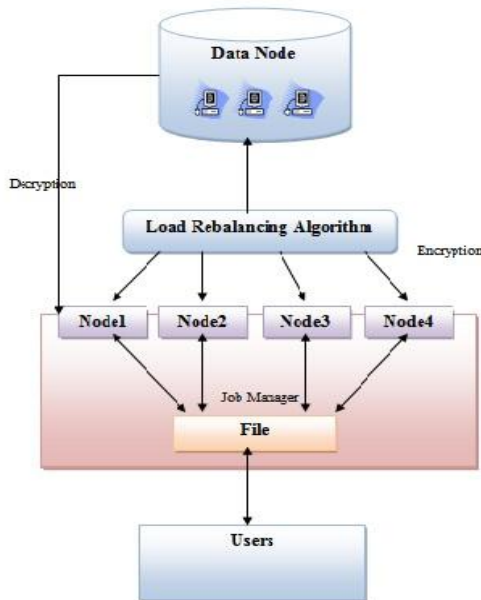 Data Node
Decryption
Load Rebalancing Algorithm
Encryption
Node1
Node2
Node3
Node4
Job Manager
File
Users